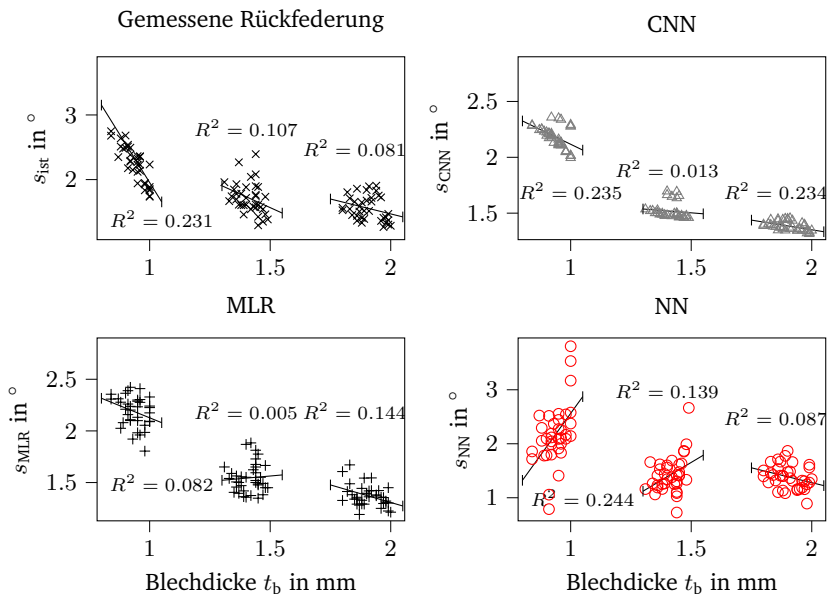 Gemessene Rückfederung
CNN
s_ist in °
3
2
R² = 0.107
R² = 0.081
R² = 0.231
1
1.5
2
s_CNN in °
2.5
2
1.5
R² = 0.013
R² = 0.235
R² = 0.234
1
1.5
2
MLR
NN
s_MLR in °
2.5
2
1.5
R² = 0.005
R² = 0.144
R² = 0.082
1
1.5
2
Blechdicke t_b in mm
s_NN in °
3
2
1
R² = 0.139
R² = 0.087
R² = 0.244
1
1.5
2
Blechdicke t_b in mm